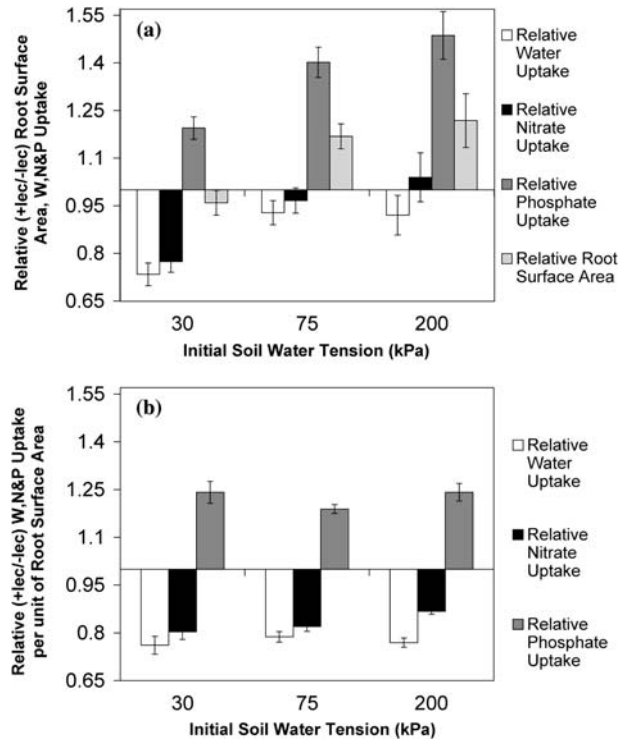 (a)
Relative (+lec/-lec) Root Surface
Area, W,N&P Uptake
1.55
1.4
1.25
1.1
0.95
0.8
0.65
30
75
200
Initial Soil Water Tension (kPa)
Relative
Water
Uptake
Relative
Nitrate
Uptake
Relative
Phosphate
Uptake
Relative Root
Surface Area
(b)
Relative (+lec/-lec) W,N&P Uptake
per unit of Root Surface Area
1.55
1.4
1.25
1.1
0.95
0.8
0.65
30
75
200
Initial Soil Water Tension (kPa)
Relative
Water
Uptake
Relative
Nitrate
Uptake
Relative
Phosphate
Uptake